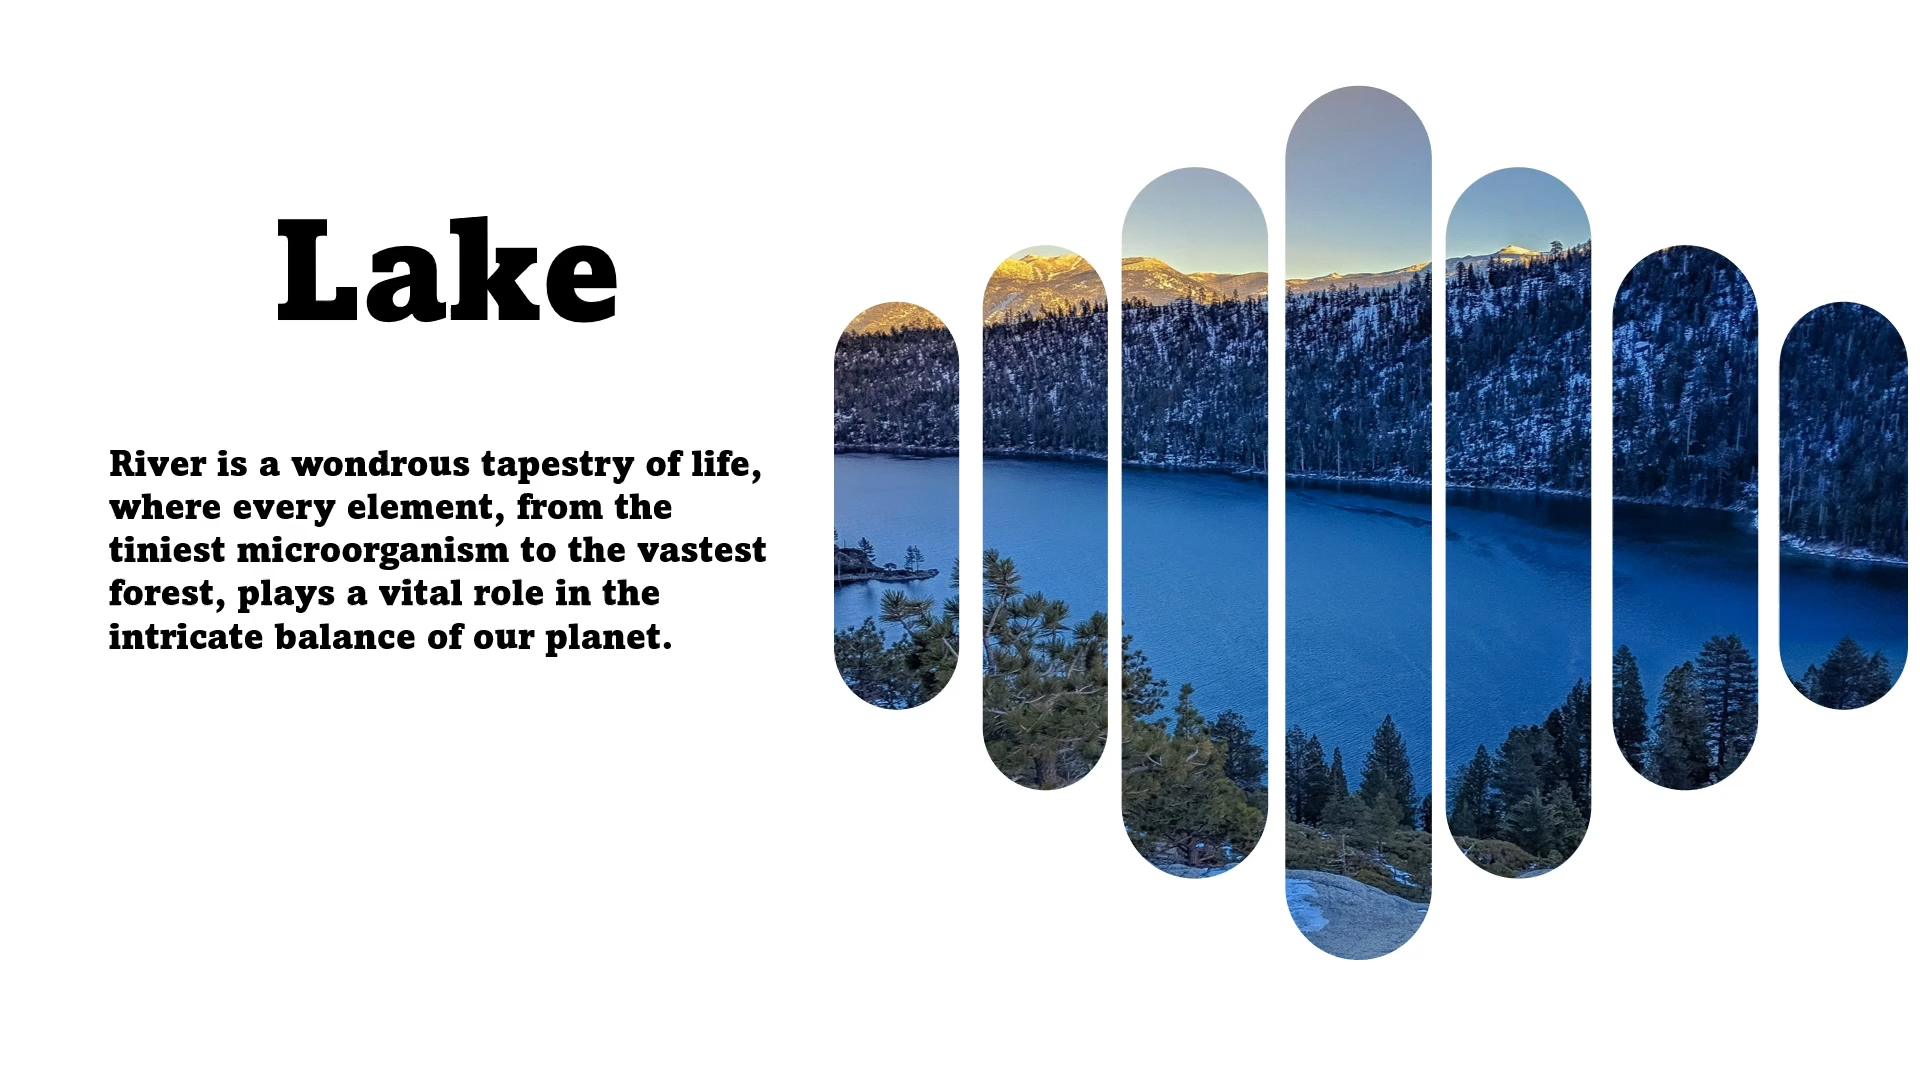 Lake
River is a wondrous tapestry of life,
where every element, from the
tiniest microorganism to the vastest
forest, plays a vital role in the
intricate balance of our planet.